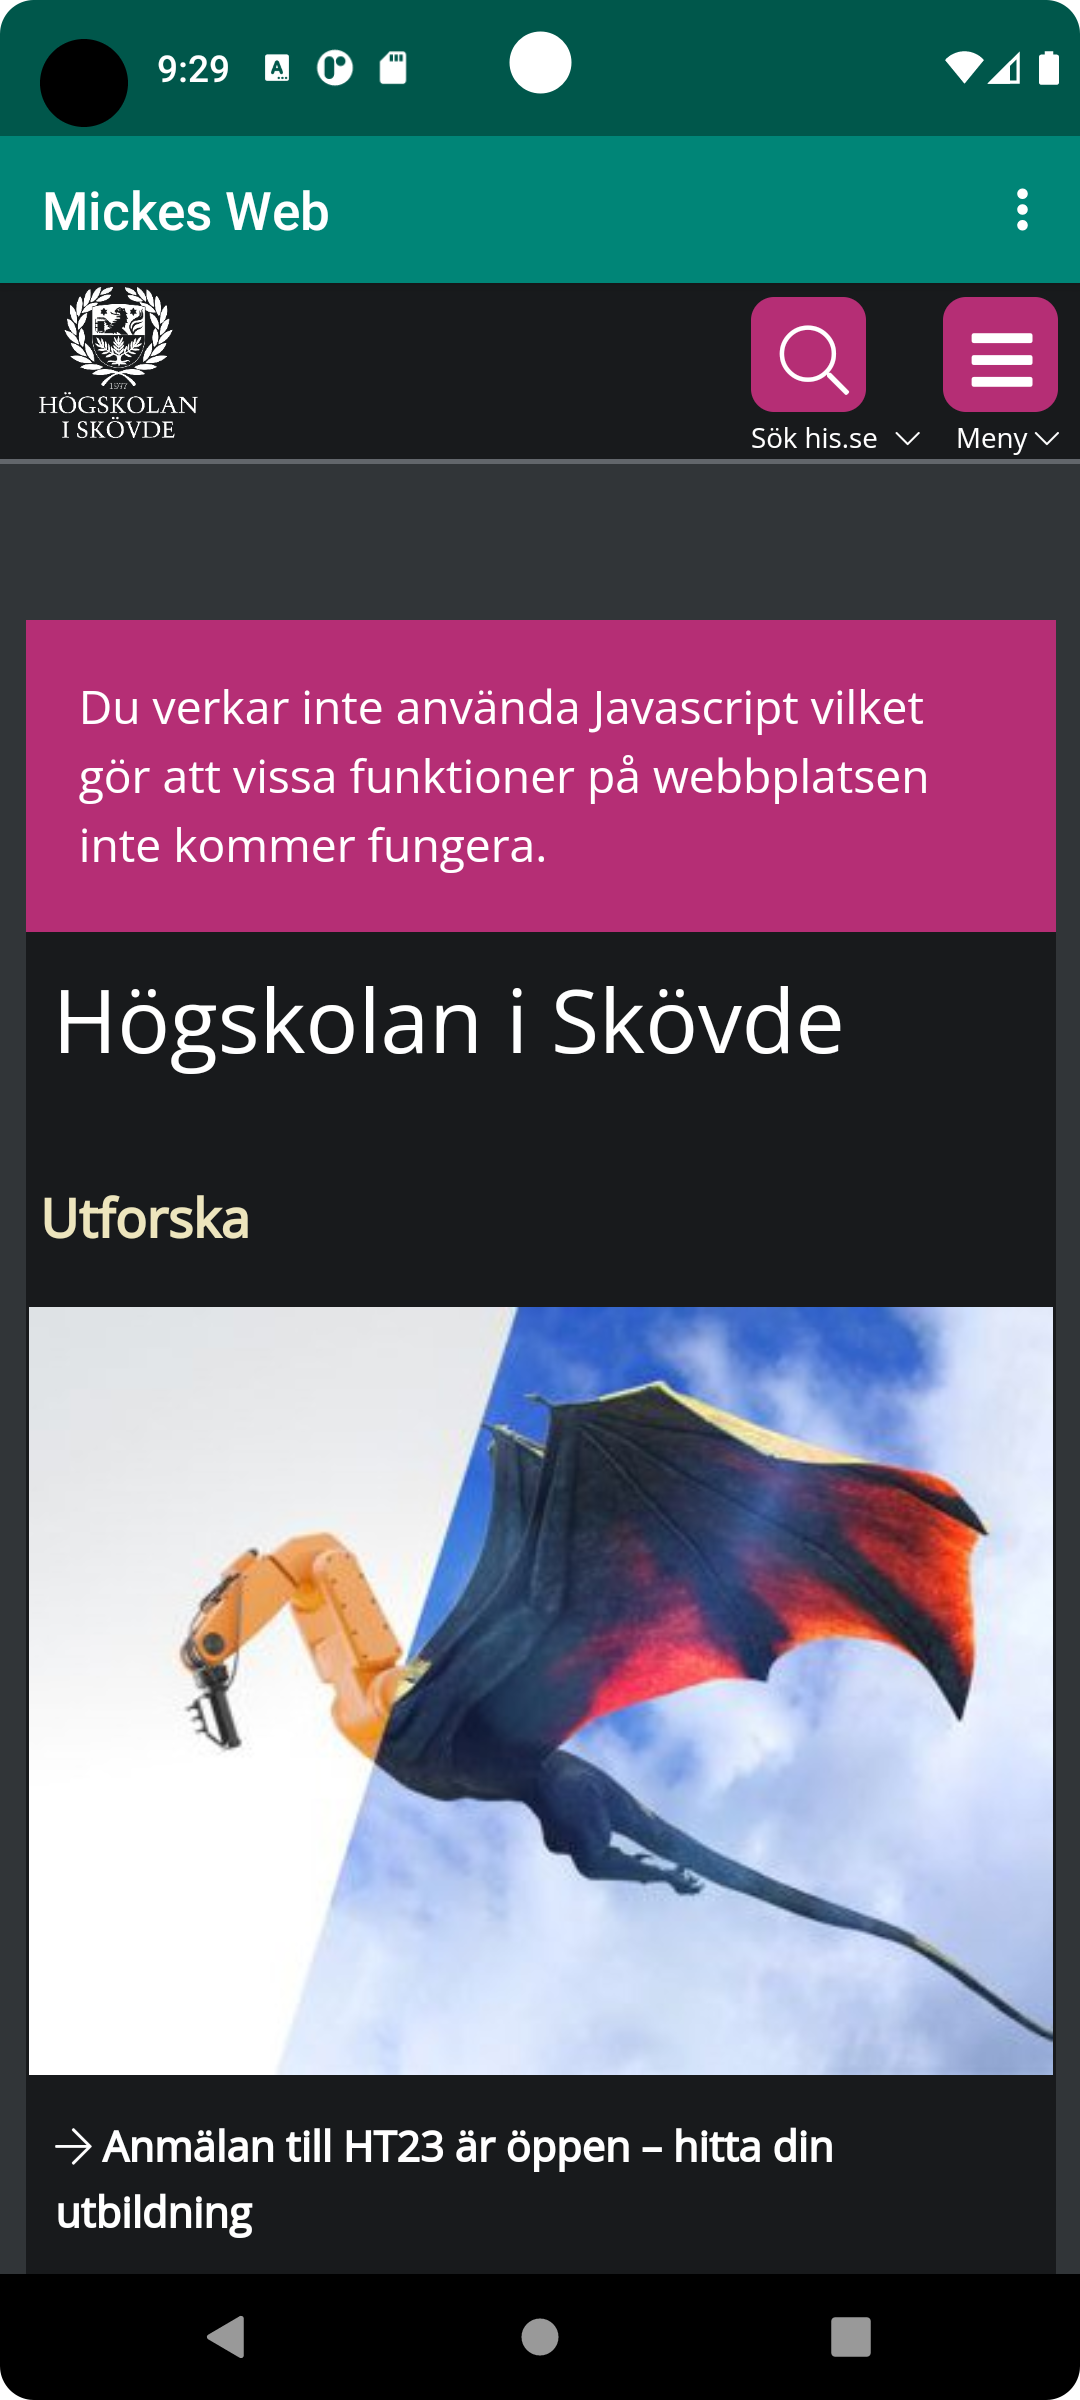 9:29
Mickes Web
1977
HÖGSKOLAN
I SKÖVDE
Sök his.se
Meny
Du verkar inte använda Javascript vilket
gör att vissa funktioner på webbplatsen
inte kommer fungera.
Högskolan i Skövde
Utforska
Anmälan till HT23 är öppen – hitta din
utbildning